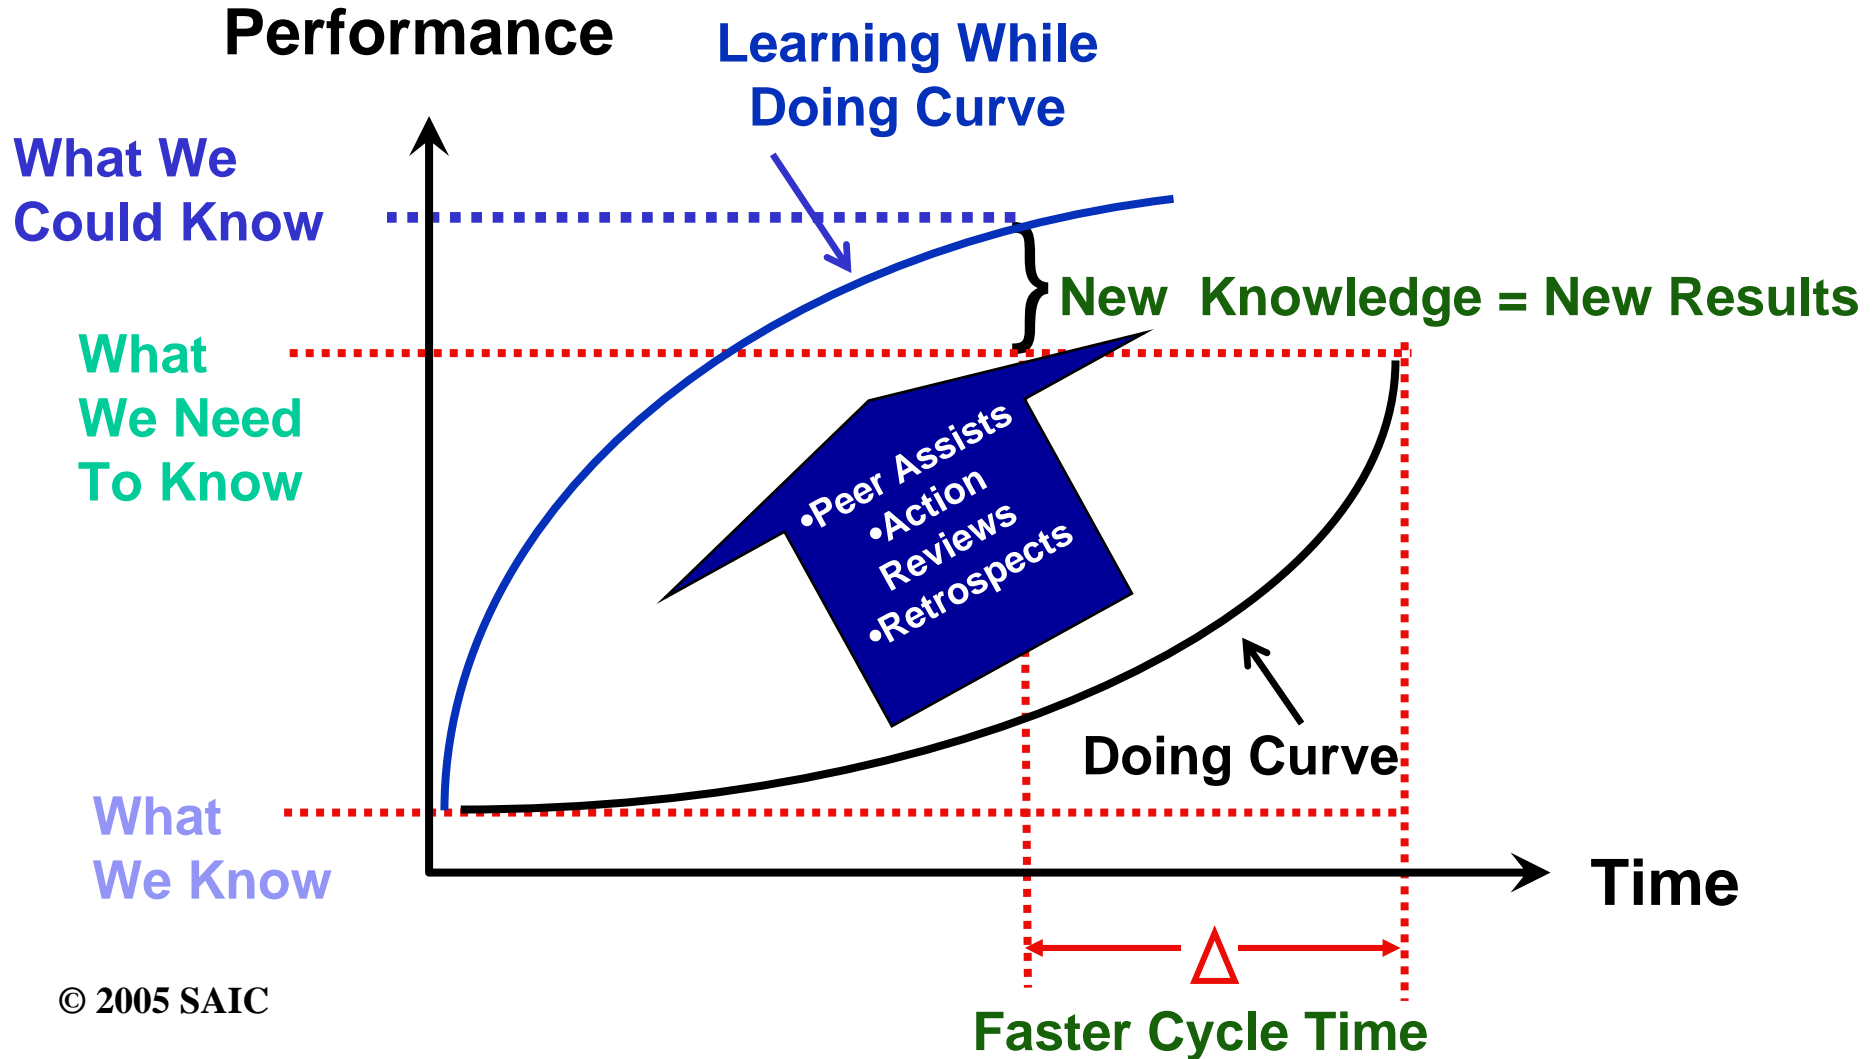 Performance
Learning While
Doing Curve
What We
Could Know
New Knowledge = New Results
What
We Need
To Know
•Peer Assists
•Action
Reviews
•Retrospects
Doing Curve
What
We Know
Time
Δ
© 2005 SAIC
Faster Cycle Time